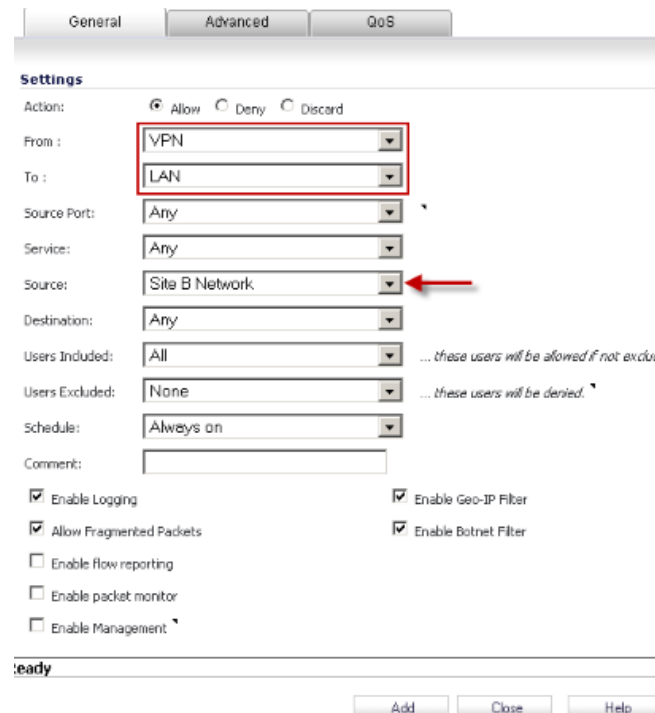 General Advanced QoS
Settings
Action: Allow Deny Discard
From : VPN
To : LAN
Source Port: Any
Service: Any
Source: Site B Network
Destination: Any
Users Included: All ... these users will be allowed if not exclu
Users Excluded: None ... these users will be denied.
Schedule: Always on
Comment:
Enable Logging Enable Geo-IP Filter
Allow Fragmented Packets Enable Botnet Filter
Enable flow reporting
Enable packet monitor
Enable Management
eady
Add Close Help